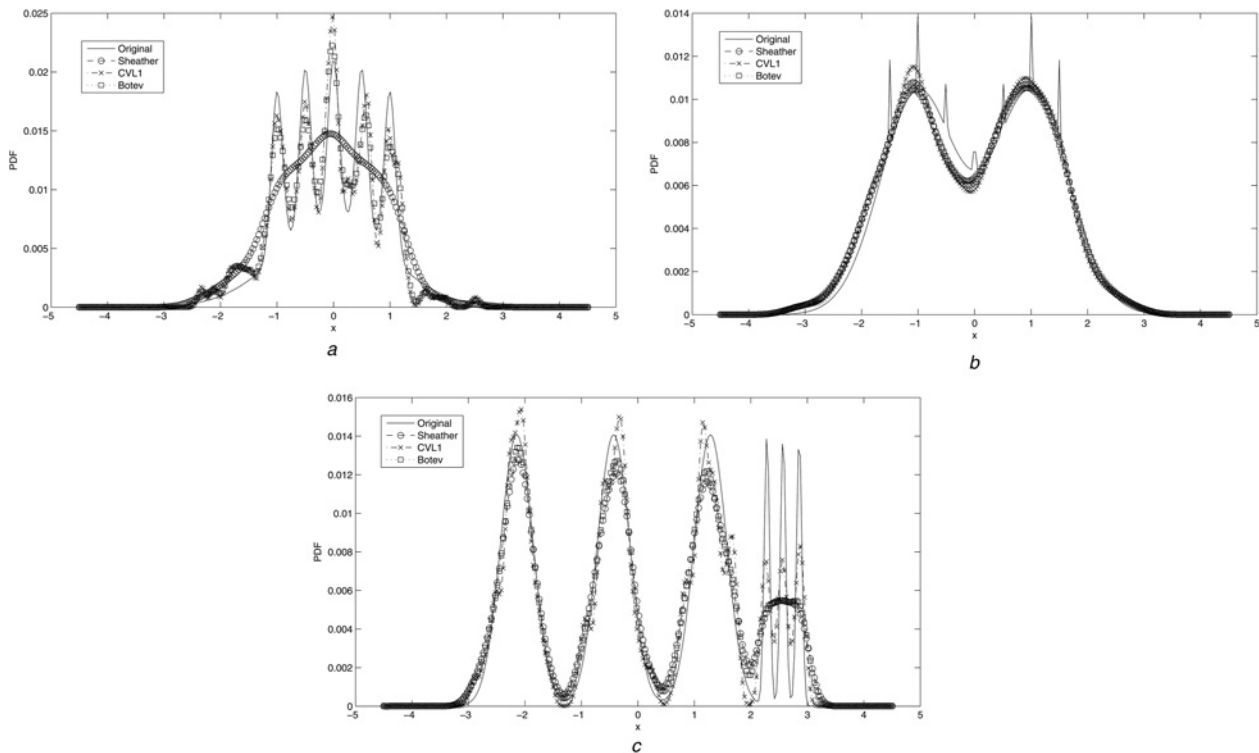 0.025
0.02
0.015
0.01
0.005
0
PDF
Original
Sheather
CVL1
Botev
−5 −4 −3 −2 −1 0 1 2 3 4 5
x
a
0.014
0.012
0.01
0.008
0.006
0.004
0.002
0
PDF
Original
Sheather
CVL1
Botev
−5 −4 −3 −2 −1 0 1 2 3 4 5
x
b
0.016
0.014
0.012
0.01
0.008
0.006
0.004
0.002
0
PDF
Original
Sheather
CVL1
Botev
−5 −4 −3 −2 −1 0 1 2 3 4 5
x
c